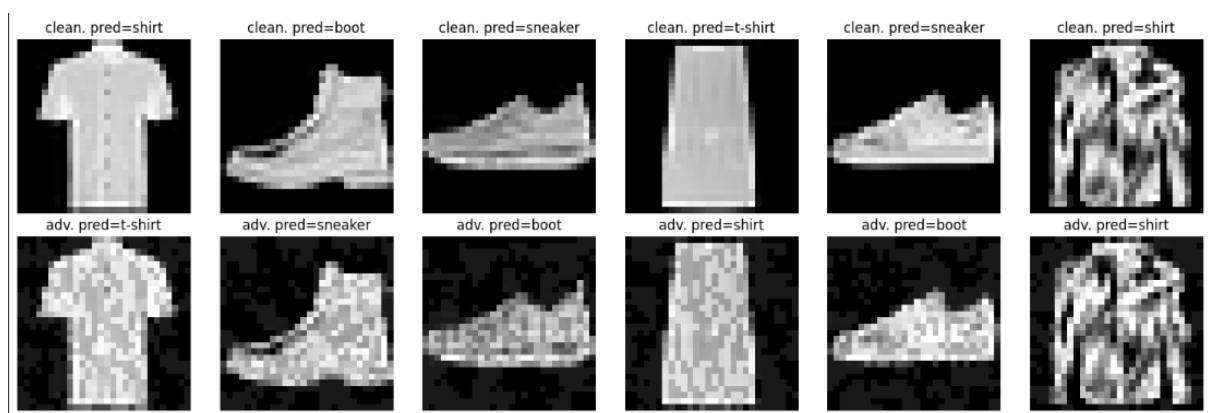 clean. pred=shirt
clean. pred=boot
clean. pred=sneaker
clean. pred=t-shirt
clean. pred=sneaker
clean. pred=shirt
adv. pred=t-shirt
adv. pred=sneaker
adv. pred=boot
adv. pred=shirt
adv. pred=boot
adv. pred=shirt